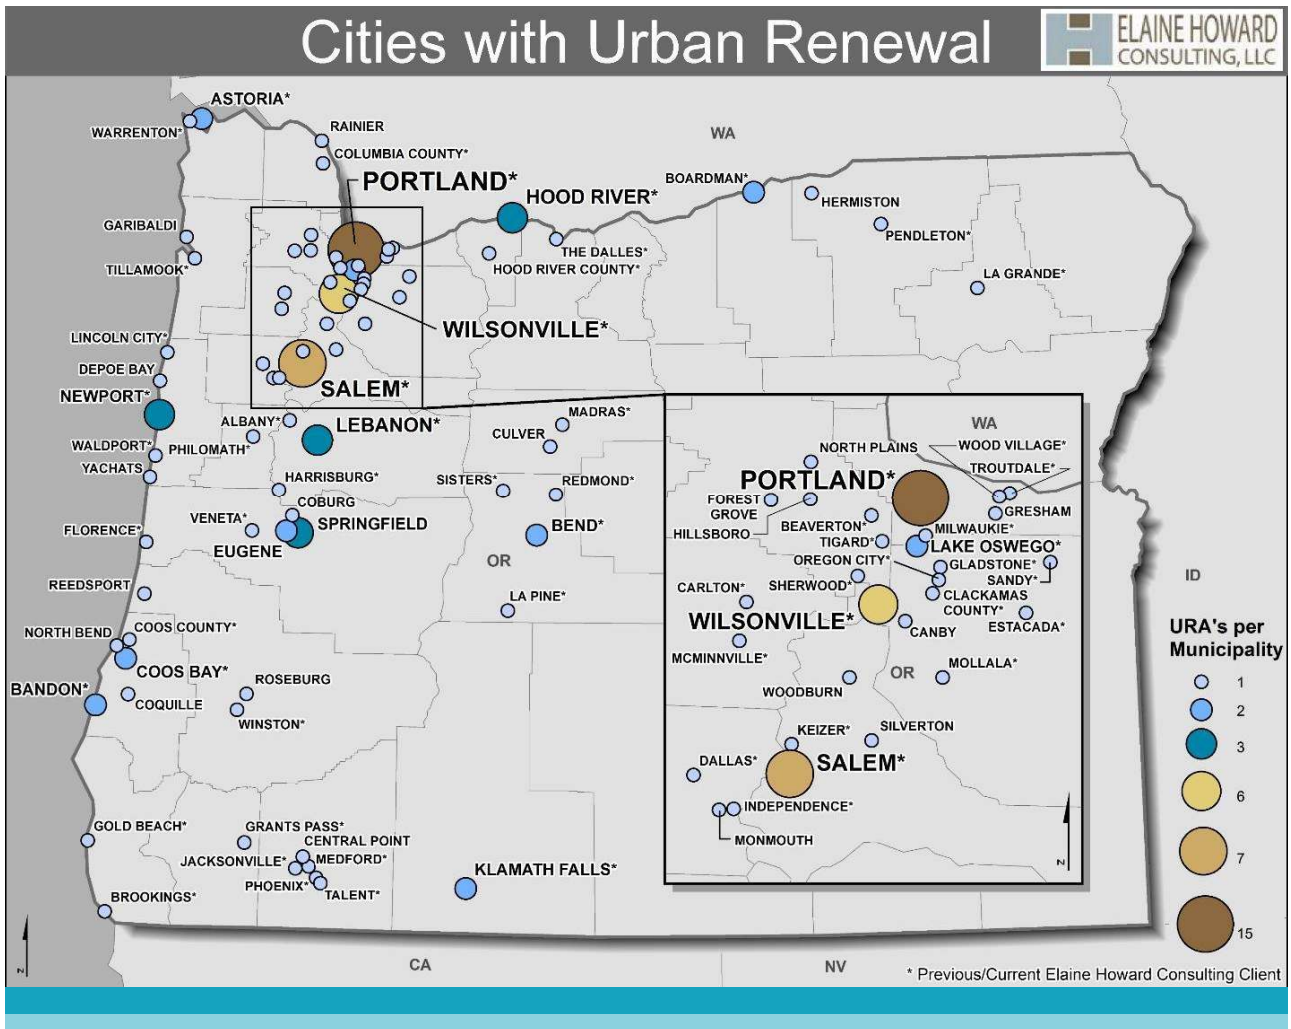 Cities with Urban Renewal
ELAINE HOWARD
CONSULTING, LLC
ASTORIA*
WARRENTON*
RAINIER
COLUMBIA COUNTY*
WA
PORTLAND*
HOOD RIVER*
BOARDMAN*
HERMISTON
PENDLETON*
GARIBALDI
TILLAMOOK*
THE DALLES*
HOOD RIVER COUNTY*
LA GRANDE*
WILSONVILLE*
LINCOLN CITY*
DEPOE BAY
NEWPORT*
SALEM*
ALBANY*
LEBANON*
MADRAS*
CULVER
WALDPORT*
PHILOMATH*
YACHATS
HARRISBURG*
SISTERS*
REDMOND*
COBURG
VENETA*
SPRINGFIELD
EUGENE
BEND*
FLORENCE*
OR
REEDSPORT
LA PINE*
NORTH BEND
COOS COUNTY*
COOS BAY*
BANDON*
COQUILLE
ROSEBURG
WINSTON*
GOLD BEACH*
GRANTS PASS*
CENTRAL POINT
JACKSONVILLE*
MEDFORD*
PHOENIX*
TALENT*
KLAMATH FALLS*
BROOKINGS*
CA
NV
ID
N
WA
NORTH PLAINS
WOOD VILLAGE*
TROUTDALE*
PORTLAND*
FOREST
GROVE
GRESHAM
HILLSBORO
BEAVERTON*
MILWAUKIE*
TIGARD*
LAKE OSWEGO*
OREGON CITY*
GLADSTONE*
SANDY*
SHERWOOD*
CARLTON*
CLACKAMAS
COUNTY*
WILSONVILLE*
ESTACADA*
CANBY
MCMINNVILLE*
MOLLALA*
OR
WOODBURN
KEIZER*
SILVERTON
DALLAS*
SALEM*
INDEPENDENCE*
MONMOUTH
N
URA's per
Municipality
1
2
3
6
7
15
* Previous/Current Elaine Howard Consulting Client